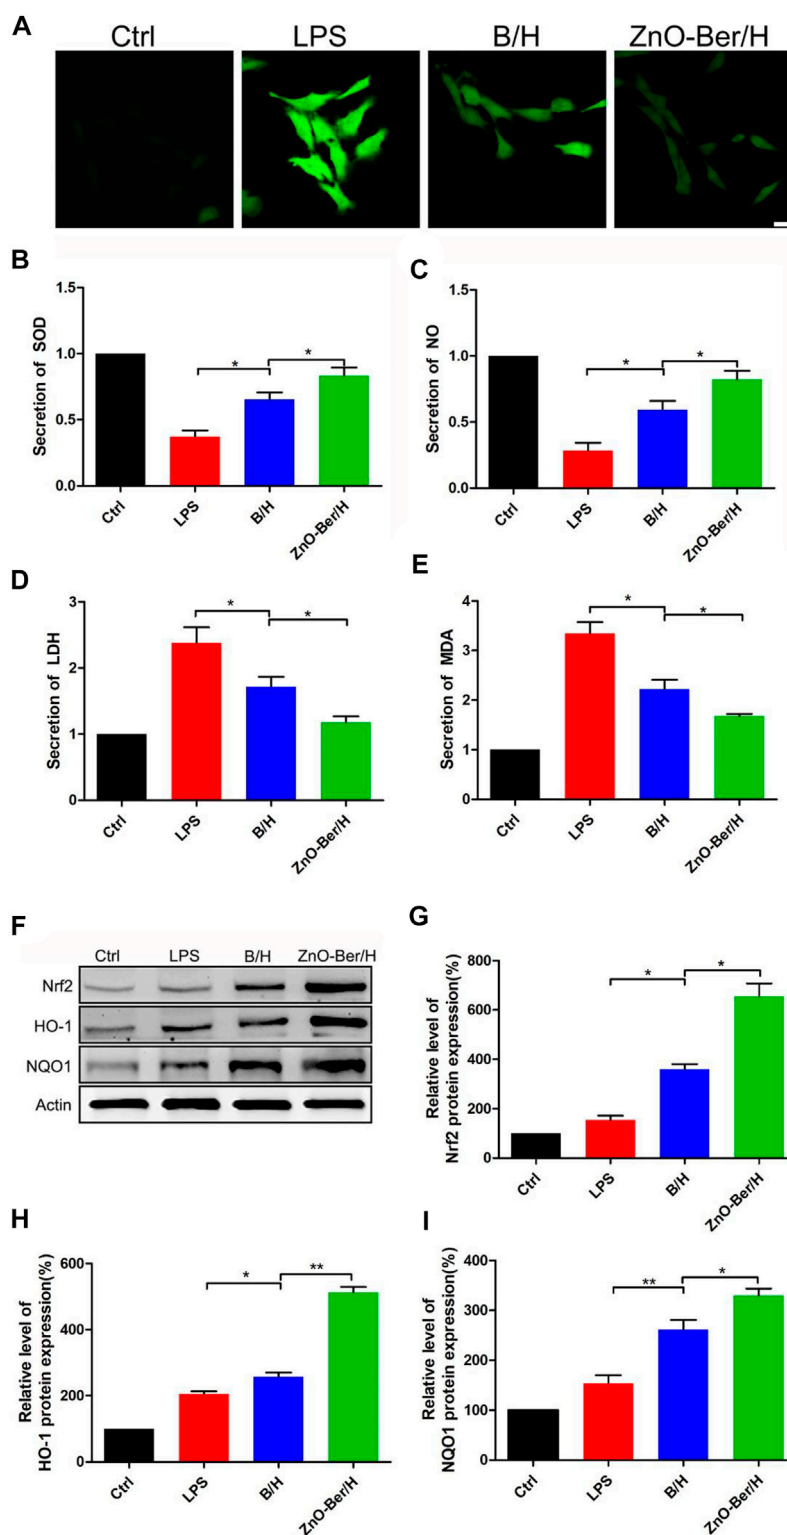 A
Ctrl LPS B/H ZnO-Ber/H
B
Secretion of SOD
1.5
1.0
0.5
0.0
* *
Ctrl LPS B/H ZnO-Ber/H
C
Secretion of NO
1.5
1.0
0.5
0.0
* *
Ctrl LPS B/H ZnO-Ber/H
D
Secretion of LDH
3
2
1
0
* *
Ctrl LPS B/H ZnO-Ber/H
E
Secretion of MDA
4
3
2
1
0
* *
Ctrl LPS B/H ZnO-Ber/H
F
Ctrl LPS B/H ZnO-Ber/H
Nrf2
HO-1
NQO1
Actin
G
Relative level of
Nrf2 protein expression(%)
800
600
400
200
100
0
* *
Ctrl LPS B/H ZnO-Ber/H
H
Relative level of
HO-1 protein expression(%)
600
400
200
100
0
* **
Ctrl LPS B/H ZnO-Ber/H
I
Relative level of
NQO1 protein expression(%)
400
300
200
100
0
** *
Ctrl LPS B/H ZnO-Ber/H